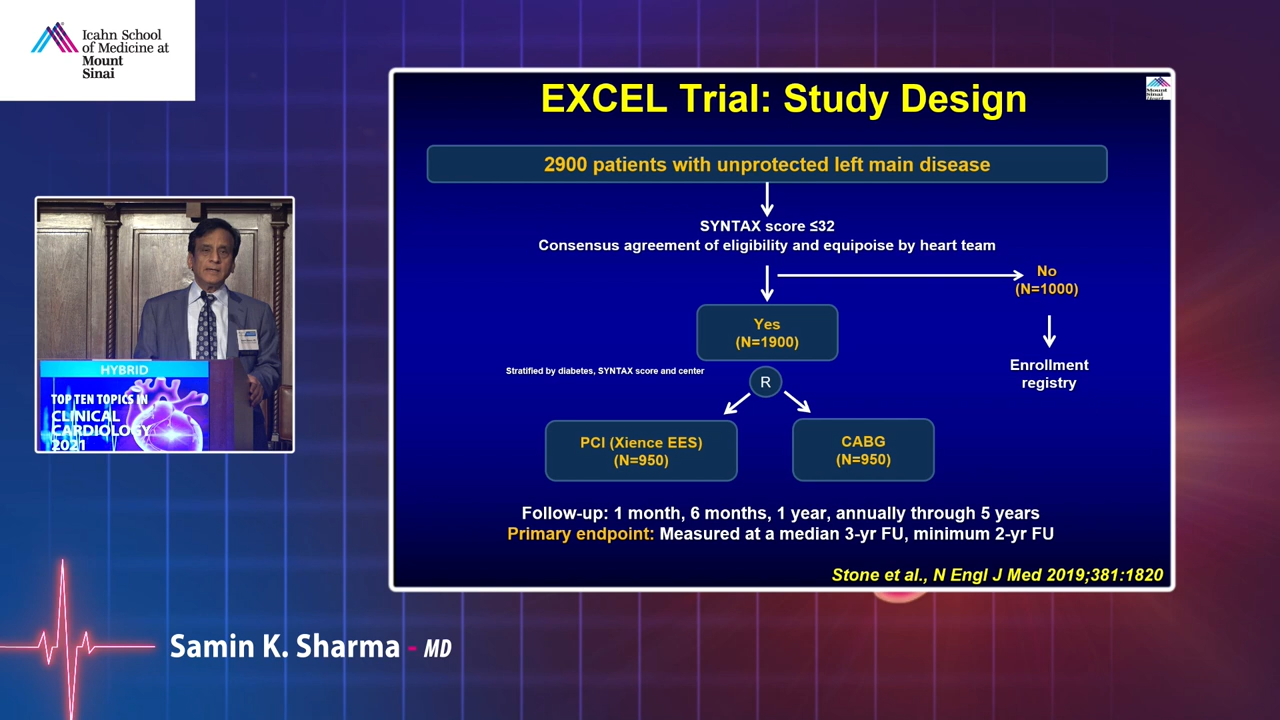 Icahn School
of Medicine at
Mount
Sinai
EXCEL Trial: Study Design
Mount
Sinai
Heart
2900 patients with unprotected left main disease
SYNTAX score ≤32
Consensus agreement of eligibility and equipoise by heart team
No
(N=1000)
Yes
(N=1900)
Stratified by diabetes, SYNTAX score and center
R
Enrollment
registry
PCI (Xience EES)
(N=950)
CABG
(N=950)
Follow-up: 1 month, 6 months, 1 year, annually through 5 years
Primary endpoint: Measured at a median 3-yr FU, minimum 2-yr FU
Stone et al., N Engl J Med 2019;381:1820
HYBRID
TOP TEN TOPICS IN
CLINICAL
CARDIOLOGY
2021
Samin K. Sharma - MD